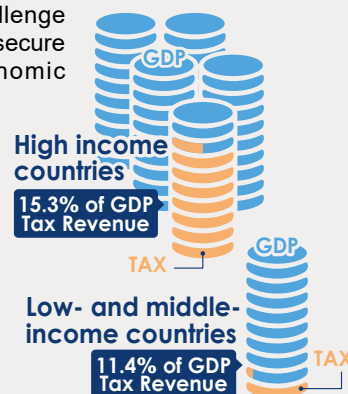 llenge
secure
nomic
GDP
High income
countries
15.3% of GDP
Tax Revenue
TAX
GDP
Low- and middle-
income countries
11.4% of GDP
Tax Revenue
TAX